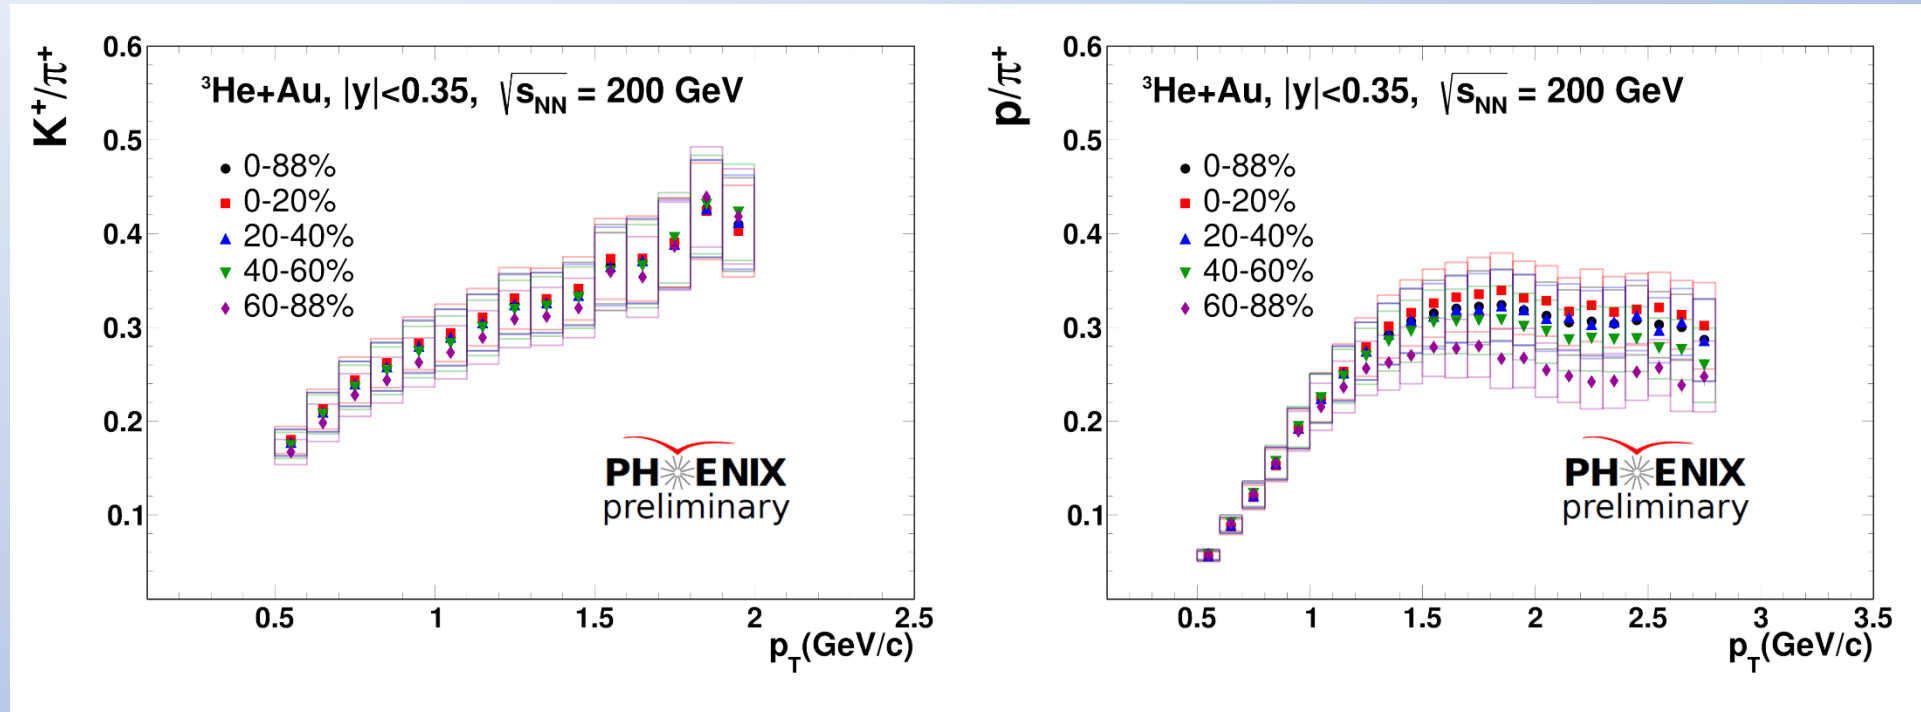 K⁺/π⁺
0.6
0.5
0.4
0.3
0.2
0.1
³He+Au, |y|<0.35, √s_NN = 200 GeV
0-88%
0-20%
20-40%
40-60%
60-88%
PHENIX
preliminary
0.5 1 1.5 2 2.5
p_T(GeV/c)
p/π⁺
0.6
0.5
0.4
0.3
0.2
0.1
³He+Au, |y|<0.35, √s_NN = 200 GeV
0-88%
0-20%
20-40%
40-60%
60-88%
PHENIX
preliminary
0.5 1 1.5 2 2.5 3 3.5
p_T(GeV/c)